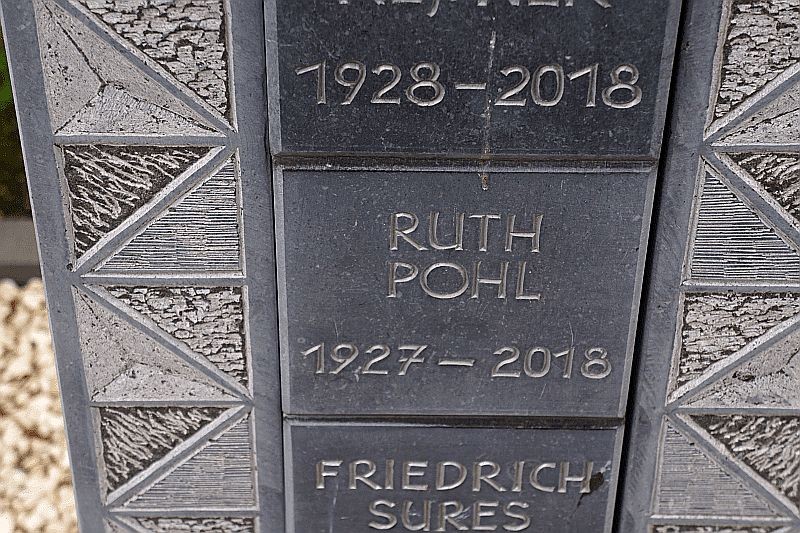 1928 – 2018
RUTH
POHL
1927 – 2018
FRIEDRICH
SURES